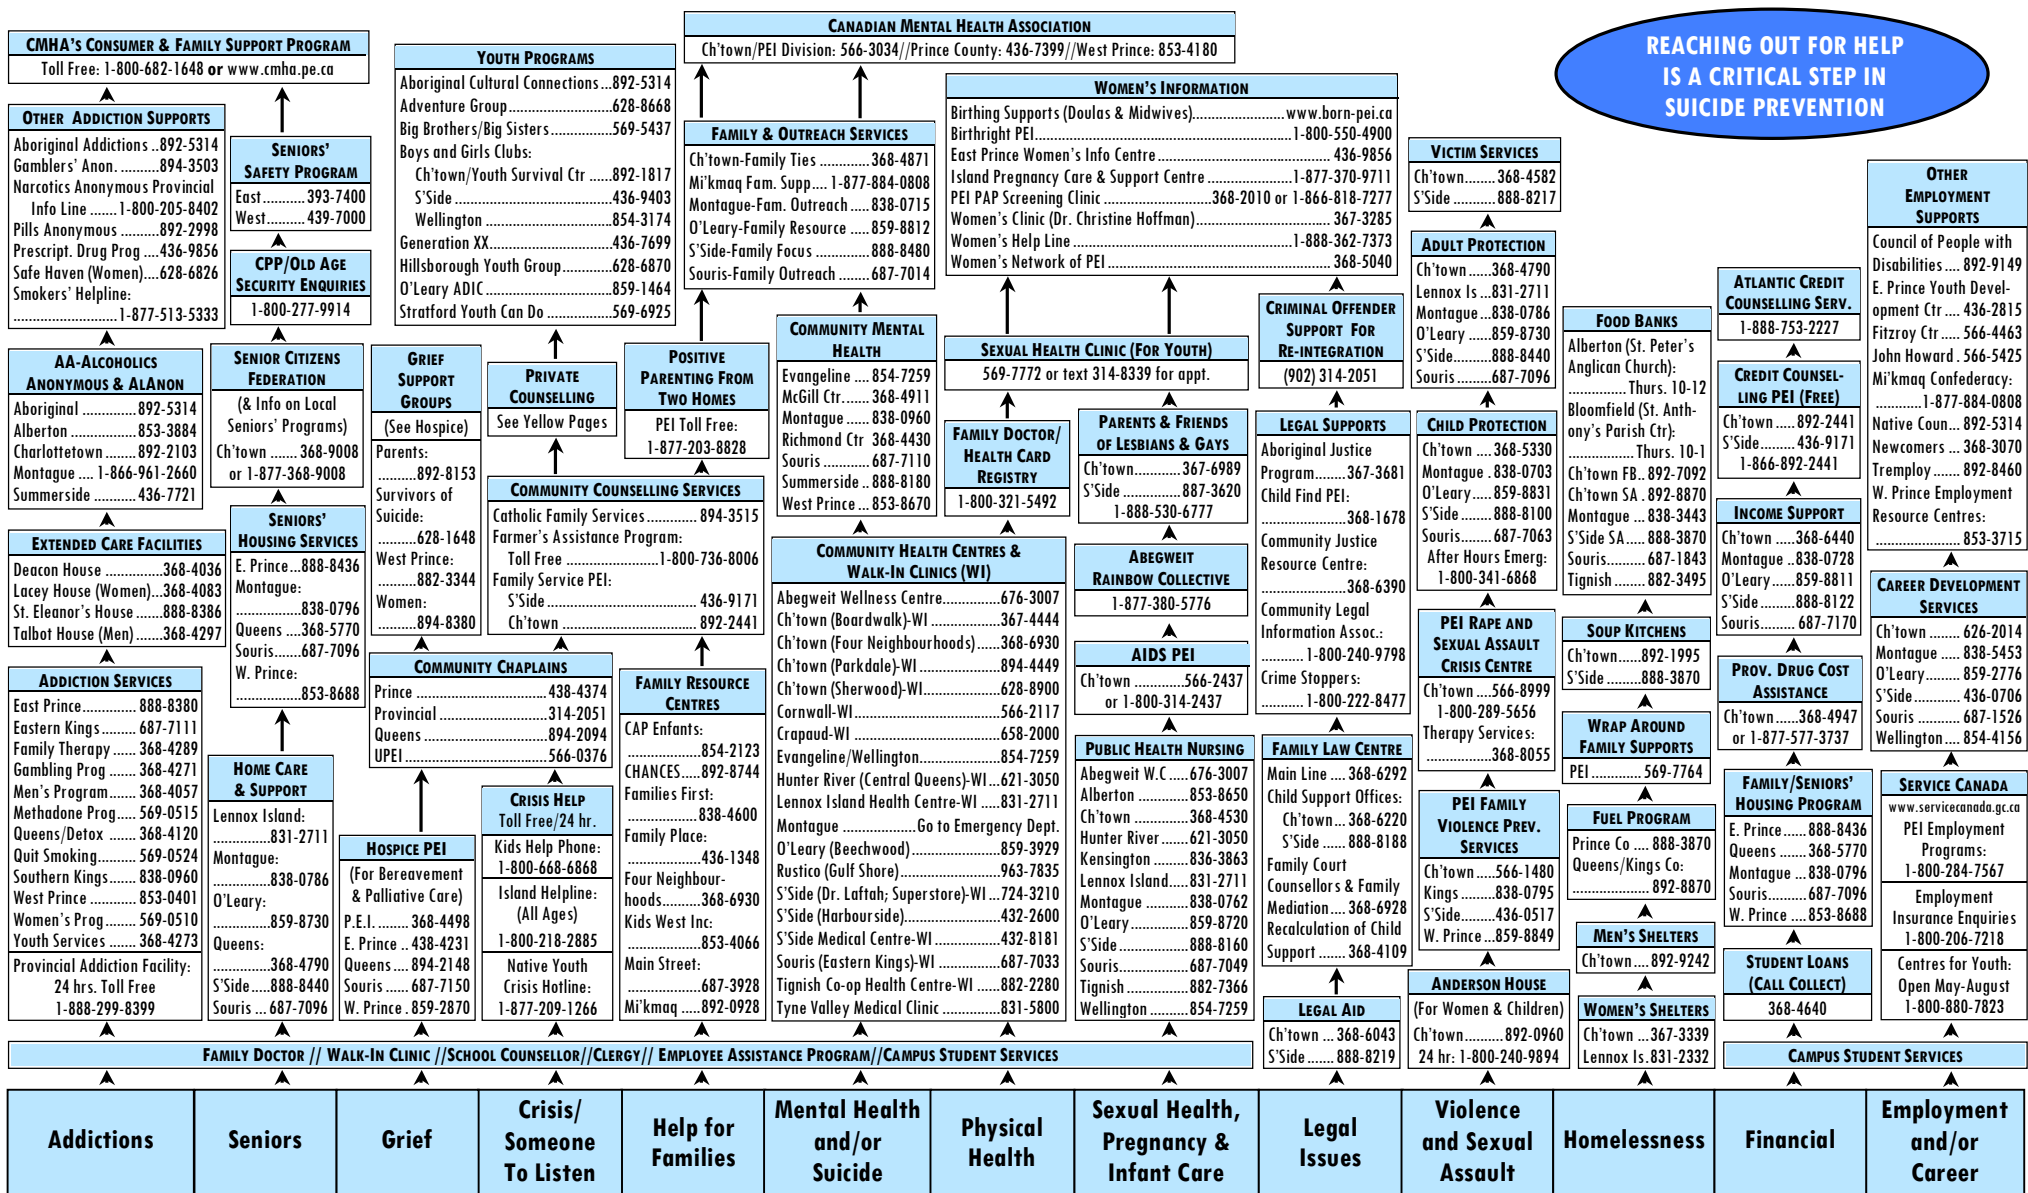 CANADIAN MENTAL HEALTH ASSOCIATION
Ch'town/PEI Division: 566-3034//Prince County: 436-7399//West Prince: 853-4180
REACHING OUT FOR HELP
IS A CRITICAL STEP IN
SUICIDE PREVENTION
CMHA'S CONSUMER & FAMILY SUPPORT PROGRAM
Toll Free: 1-800-682-1648 or www.cmha.pe.ca
OTHER ADDICTION SUPPORTS
Aboriginal Addictions ..892-5314
Gamblers' Anon. ..........894-3503
Narcotics Anonymous Provincial
Info Line ......1-800-205-8402
Pills Anonymous ..........892-2998
Prescript. Drug Prog ....436-9856
Safe Haven (Women)....628-6826
Smokers' Helpline:
....................1-877-513-5333
AA-ALCOHOLICS
ANONYMOUS & ALANON
Aboriginal .............892-5314
Alberton ................853-3884
Charlottetown ........892-2103
Montague ....1-866-961-2660
Summerside ..........436-7721
EXTENDED CARE FACILITIES
Deacon House ..............368-4036
Lacey House (Women)...368-4083
St. Eleanor's House .......888-8386
Talbot House (Men) .......368-4297
ADDICTION SERVICES
East Prince..............888-8380
Eastern Kings..........687-7111
Family Therapy ...... 368-4289
Gambling Prog ....... 368-4271
Men's Program........368-4057
Methadone Prog.....569-0515
Queens/Detox ....... 368-4120
Quit Smoking..........569-0524
Southern Kings.......838-0960
West Prince ...........853-0401
Women's Prog ........569-0510
Youth Services ....... 368-4273
Provincial Addiction Facility:
24 hrs. Toll Free
1-888-299-8399
SENIORS'
SAFETY PROGRAM
East..........393-7400
West.........439-7000
CPP/OLD AGE
SECURITY ENQUIRIES
1-800-277-9914
SENIOR CITIZENS
FEDERATION
(& Info on Local
Seniors' Programs)
Ch'town ...... 368-9008
or 1-877-368-9008
SENIORS'
HOUSING SERVICES
E. Prince...888-8436
Montague:
...............838-0796
Queens ....368-5770
Souris.......687-7096
W. Prince:
...............853-8688
HOME CARE
& SUPPORT
Lennox Island:
.............831-2711
Montague:
.............838-0786
O'Leary:
.............859-8730
Queens:
.............368-4790
S'Side.....888-8440
Souris ... 687-7096
YOUTH PROGRAMS
Aboriginal Cultural Connections...892-5314
Adventure Group.......................628-8668
Big Brothers/Big Sisters..............569-5437
Boys and Girls Clubs:
Ch'town/Youth Survival Ctr .....892-1817
S'Side ...................................436-9403
Wellington ............................854-3174
Generation XX............................436-7699
Hillsborough Youth Group............628-6870
O'Leary ADIC.............................859-1464
Stratford Youth Can Do ..............569-6925
GRIEF
SUPPORT
GROUPS
(See Hospice)
Parents:
.........892-8153
Survivors of
Suicide:
.........628-1648
West Prince:
.........882-3344
Women:
.........894-8380
COMMUNITY CHAPLAINS
Prince ..........................438-4374
Provincial ......................314-2051
Queens .........................894-2094
UPEI ............................566-0376
HOSPICE PEI
(For Bereavement
& Palliative Care)
P.E.I. ..... 368-4498
E. Prince .. 438-4231
Queens .... 894-2148
Souris ..... 687-7150
W. Prince . 859-2870
PRIVATE
COUNSELLING
See Yellow Pages
COMMUNITY COUNSELLING SERVICES
Catholic Family Services............ 894-3515
Farmer's Assistance Program:
Toll Free ......................1-800-736-8006
Family Service PEI:
S'Side ................................ 436-9171
Ch'town .............................. 892-2441
CRISIS HELP
Toll Free/24 hr.
Kids Help Phone:
1-800-668-6868
Island Helpline:
(All Ages)
1-800-218-2885
Native Youth
Crisis Hotline:
1-877-209-1266
FAMILY & OUTREACH SERVICES
Ch'town-Family Ties ............368-4871
Mi'kmaq Fam. Supp.... 1-877-884-0808
Montague-Fam. Outreach .....838-0715
O'Leary-Family Resource .....859-8812
S'Side-Family Focus ............888-8480
Souris-Family Outreach .......687-7014
POSITIVE
PARENTING FROM
TWO HOMES
PEI Toll Free:
1-877-203-8828
FAMILY RESOURCE
CENTRES
CAP Enfants:
.................854-2123
CHANCES.....892-8744
Families First:
.................838-4600
Family Place:
.................436-1348
Four Neighbour-
hoods.........368-6930
Kids West Inc:
.................853-4066
Main Street:
.................687-3928
Mi'kmaq .....892-0928
COMMUNITY MENTAL
HEALTH
Evangeline ....854-7259
McGill Ctr.......368-4911
Montague ......838-0960
Richmond Ctr 368-4430
Souris ...........687-7110
Summerside ..888-8180
West Prince ...853-8670
COMMUNITY HEALTH CENTRES &
WALK-IN CLINICS (WI)
Abegweit Wellness Centre..............676-3007
Ch'town (Boardwalk)-WI ................367-4444
Ch'town (Four Neighbourhoods)......368-6930
Ch'town (Parkdale)-WI...................894-4449
Ch'town (Sherwood)-WI..................628-8900
Cornwall-WI...................................566-2117
Crapaud-WI...................................658-2000
Evangeline/Wellington....................854-7259
Hunter River (Central Queens)-WI...621-3050
Lennox Island Health Centre-WI .....831-2711
Montague ................Go to Emergency Dept.
O'Leary (Beechwood).....................859-3929
Rustico (Gulf Shore).......................963-7835
S'Side (Dr. Laftah; Superstore)-WI ...724-3210
S'Side (Harbourside)......................432-2600
S'Side Medical Centre-WI ...............432-8181
Souris (Eastern Kings)-WI ..............687-7033
Tignish Co-op Health Centre-WI ......882-2280
Tyne Valley Medical Clinic ..............831-5800
WOMEN'S INFORMATION
Birthing Supports (Doulas & Midwives)....................www.born-pei.ca
Birthright PEI...............................................1-800-550-4900
East Prince Women's Info Centre................................ 436-9856
Island Pregnancy Care & Support Centre ..................1-877-370-9711
PEI PAP Screening Clinic ....................368-2010 or 1-866-818-7277
Women's Clinic (Dr. Christine Hoffman).......................... 367-3285
Women's Help Line ..........................................1-888-362-7373
Women's Network of PEI ........................................... 368-5040
SEXUAL HEALTH CLINIC (FOR YOUTH)
569-7772 or text 314-8339 for appt.
FAMILY DOCTOR/
HEALTH CARD
REGISTRY
1-800-321-5492
PARENTS & FRIENDS
OF LESBIANS & GAYS
Ch'town..............367-6989
S'Side .................887-3620
1-888-530-6777
ABEGWEIT
RAINBOW COLLECTIVE
1-877-380-5776
AIDS PEI
Ch'town .............566-2437
or 1-800-314-2437
PUBLIC HEALTH NURSING
Abegweit W.C .....676-3007
Alberton ............853-8650
Ch'town .............368-4530
Hunter River .......621-3050
Kensington .........836-3863
Lennox Island.....831-2711
Montague ..........838-0762
O'Leary..............859-8720
S'Side ................888-8160
Souris................687-7049
Tignish ..............882-7366
Wellington .........854-7259
CRIMINAL OFFENDER
SUPPORT FOR
RE-INTEGRATION
(902) 314-2051
LEGAL SUPPORTS
Aboriginal Justice
Program.......367-3681
Child Find PEI:
....................368-1678
Community Justice
Resource Centre:
....................368-6390
Community Legal
Information Assoc.:
..........1-800-240-9798
Crime Stoppers:
..........1-800-222-8477
FAMILY LAW CENTRE
Main Line .... 368-6292
Child Support Offices:
Ch'town... 368-6220
S'Side ...... 888-8188
Family Court
Counsellors & Family
Mediation.... 368-6928
Recalculation of Child
Support ...... 368-4109
LEGAL AID
Ch'town ...368-6043
S'Side ....... 888-8219
VICTIM SERVICES
Ch'town.......368-4582
S'Side ..........888-8217
ADULT PROTECTION
Ch'town ......368-4790
Lennox Is ....831-2711
Montague....838-0786
O'Leary ......859-8730
S'Side..........888-8440
Souris .........687-7096
CHILD PROTECTION
Ch'town ....368-5330
Montague .838-0703
O'Leary.....859-8831
S'Side ........888-8100
Souris........687-7063
After Hours Emerg:
1-800-341-6868
PEI RAPE AND
SEXUAL ASSAULT
CRISIS CENTRE
Ch'town ....566-8999
1-800-289-5656
Therapy Services:
................368-8055
PEI FAMILY
VIOLENCE PREV.
SERVICES
Ch'town .....566-1480
Kings .........838-0795
S'Side.........436-0517
W. Prince...859-8849
ANDERSON HOUSE
(For Women & Children)
Ch'town..........892-0960
24 hr: 1-800-240-9894
FOOD BANKS
Alberton (St. Peter's
Anglican Church):
..............Thurs. 10-12
Bloomfield (St. Anth-
ony's Parish Ctr):
................Thurs. 10-1
Ch'town FB..892-7092
Ch'town SA .892-8870
Montague ...838-3443
S'Side SA.....888-3870
Souris.........687-1843
Tignish ........882-3495
SOUP KITCHENS
Ch'town......892-1995
S'Side .........888-3870
WRAP AROUND
FAMILY SUPPORTS
PEI ............ 569-7764
FUEL PROGRAM
Prince Co .... 888-3870
Queens/Kings Co:
.................. 892-8870
MEN'S SHELTERS
Ch'town ....892-9242
WOMEN'S SHELTERS
Ch'town ...367-3339
Lennox Is.831-2332
ATLANTIC CREDIT
COUNSELLING SERV.
1-888-753-2227
CREDIT COUNSEL-
LING PEI (FREE)
Ch'town .....892-2441
S'Side.........436-9171
1-866-892-2441
INCOME SUPPORT
Ch'town .....368-6440
Montague ..838-0728
O'Leary......859-8811
S'Side.........888-8122
Souris........ 687-7170
PROV. DRUG COST
ASSISTANCE
Ch'town......368-4947
or 1-877-577-3737
FAMILY/SENIORS'
HOUSING PROGRAM
E. Prince......888-8436
Queens ...... 368-5770
Montague ...838-0796
Souris.........687-7096
W. Prince ....853-8688
STUDENT LOANS
(CALL COLLECT)
368-4640
OTHER
EMPLOYMENT
SUPPORTS
Council of People with
Disabilities .... 892-9149
E. Prince Youth Devel-
opment Ctr .... 436-2815
Fitzroy Ctr ..... 566-4463
John Howard . 566-5425
Mi'kmaq Confederacy:
...........1-877-884-0808
Native Coun...892-5314
Newcomers ... 368-3070
Tremploy ...... 892-8460
W. Prince Employment
Resource Centres:
.................... 853-3715
CAREER DEVELOPMENT
SERVICES
Ch'town ........ 626-2014
Montague ..... 838-5453
O'Leary........859-2776
S'Side........... 436-0706
Souris .......... 687-1526
Wellington .... 854-4156
SERVICE CANADA
www.servicecanada.gc.ca
PEI Employment
Programs:
1-800-284-7567
Employment
Insurance Enquiries
1-800-206-7218
Centres for Youth:
Open May-August
1-800-880-7823
FAMILY DOCTOR // WALK-IN CLINIC //SCHOOL COUNSELLOR//CLERGY// EMPLOYEE ASSISTANCE PROGRAM//CAMPUS STUDENT SERVICES
CAMPUS STUDENT SERVICES
Addictions
Seniors
Grief
Crisis/
Someone
To Listen
Help for
Families
Mental Health
and/or
Suicide
Physical
Health
Sexual Health,
Pregnancy &
Infant Care
Legal
Issues
Violence
and Sexual
Assault
Homelessness
Financial
Employment
and/or
Career